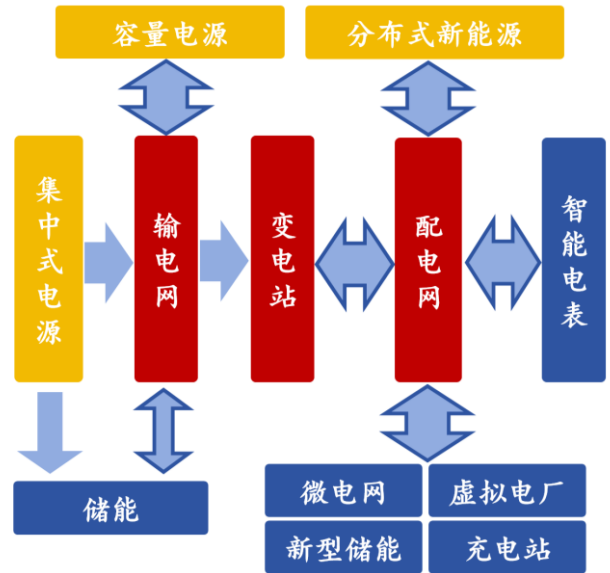 容量电源
分布式新能源
集中式电源
输电网
变电站
配电网
智能电表
储能
微电网
虚拟电厂
新型储能
充电站